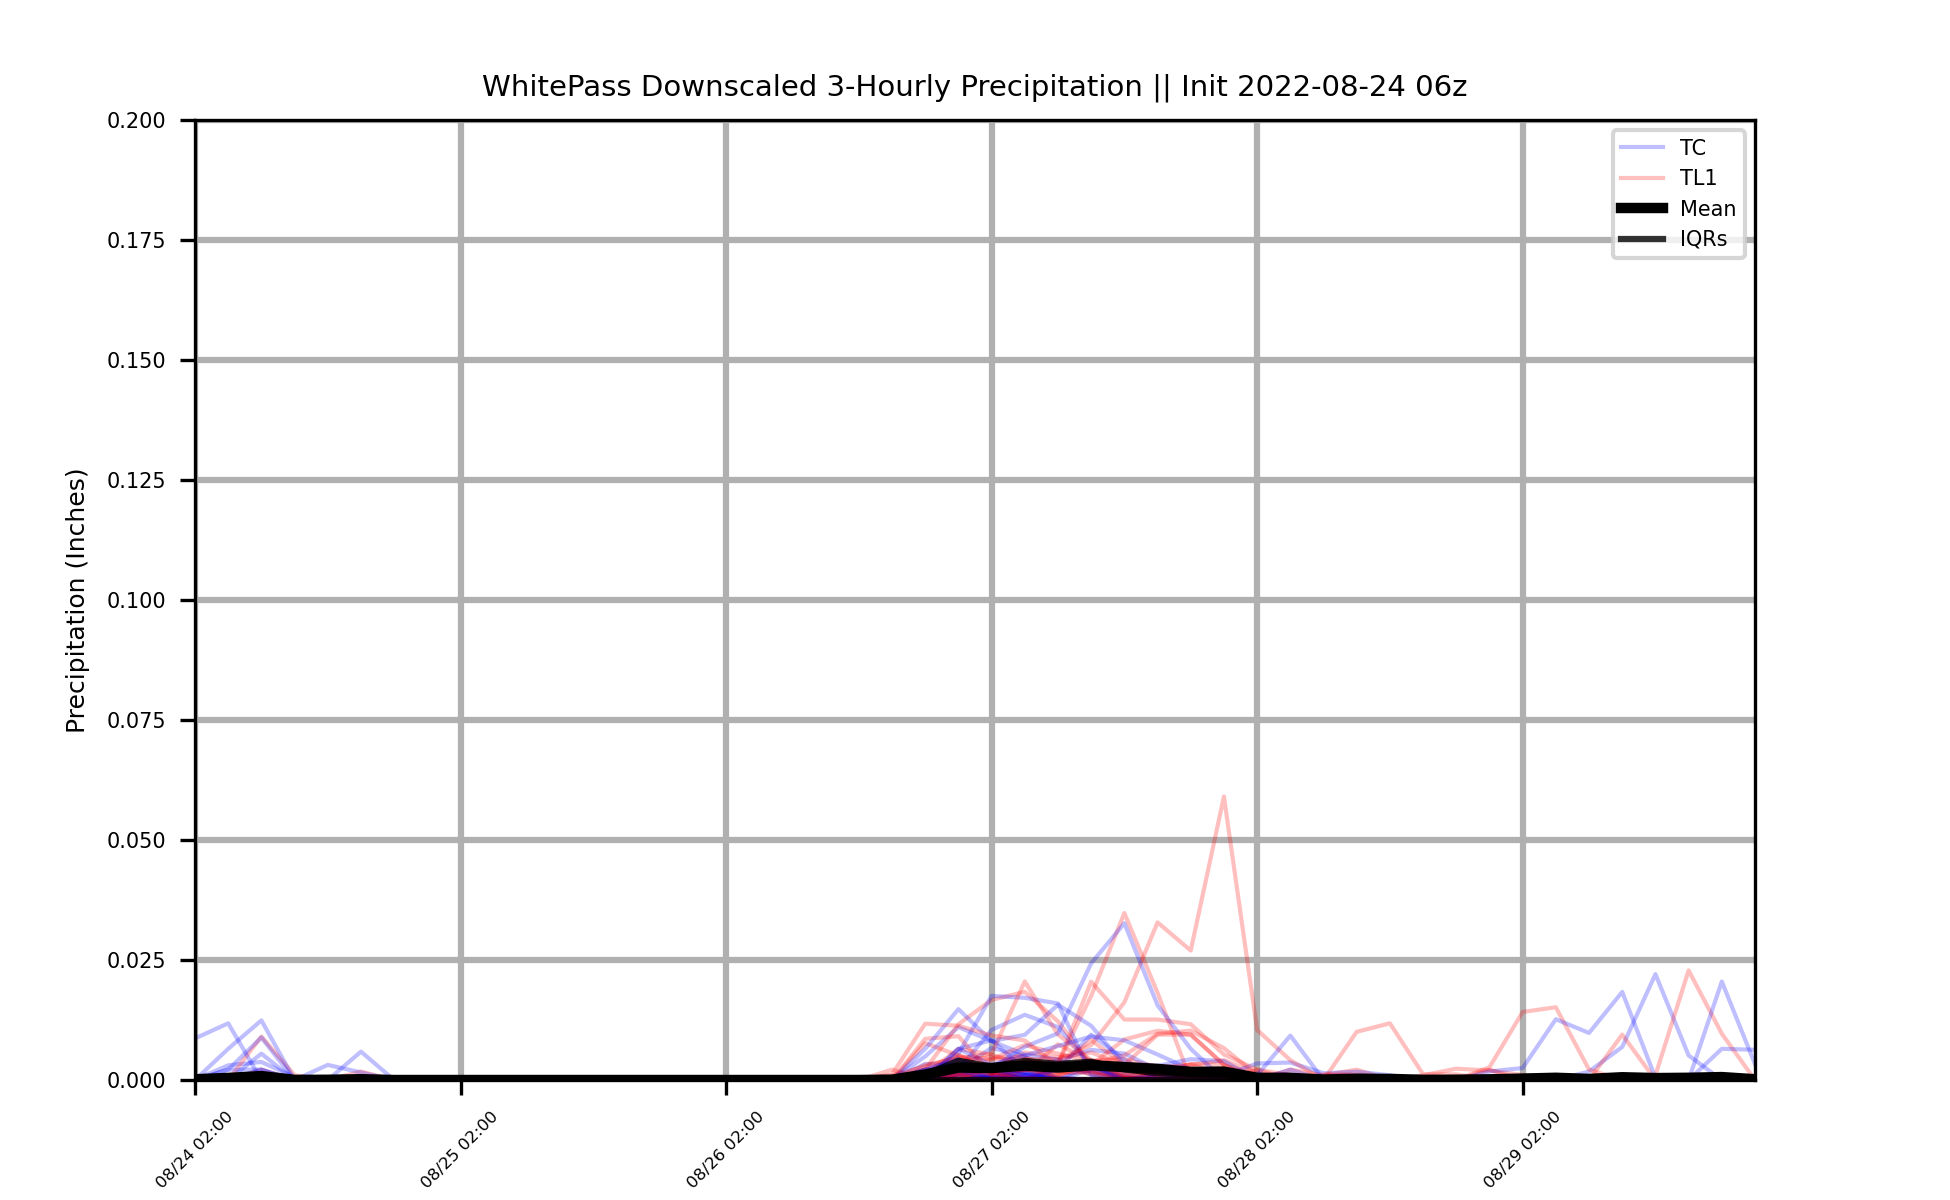 WhitePass Downscaled 3-Hourly Precipitation || Init 2022-08-24 06z
0.200
0.175
0.150
0.125
0.100
0.075
0.050
0.025
0.000
Precipitation (Inches)
TC
TL1
Mean
IQRs
08/24 02:00
08/25 02:00
08/26 02:00
08/27 02:00
08/28 02:00
08/29 02:00